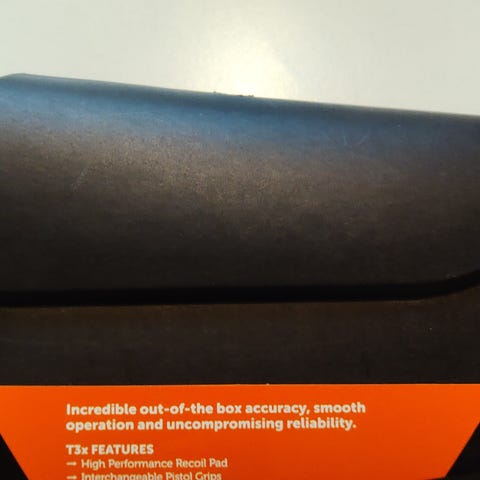 Incredible out-of-the box accuracy, smooth
operation and uncompromising reliability.
T3x FEATURES
→ High Performance Recoil Pad
→ Interchangeable Pistol Grips